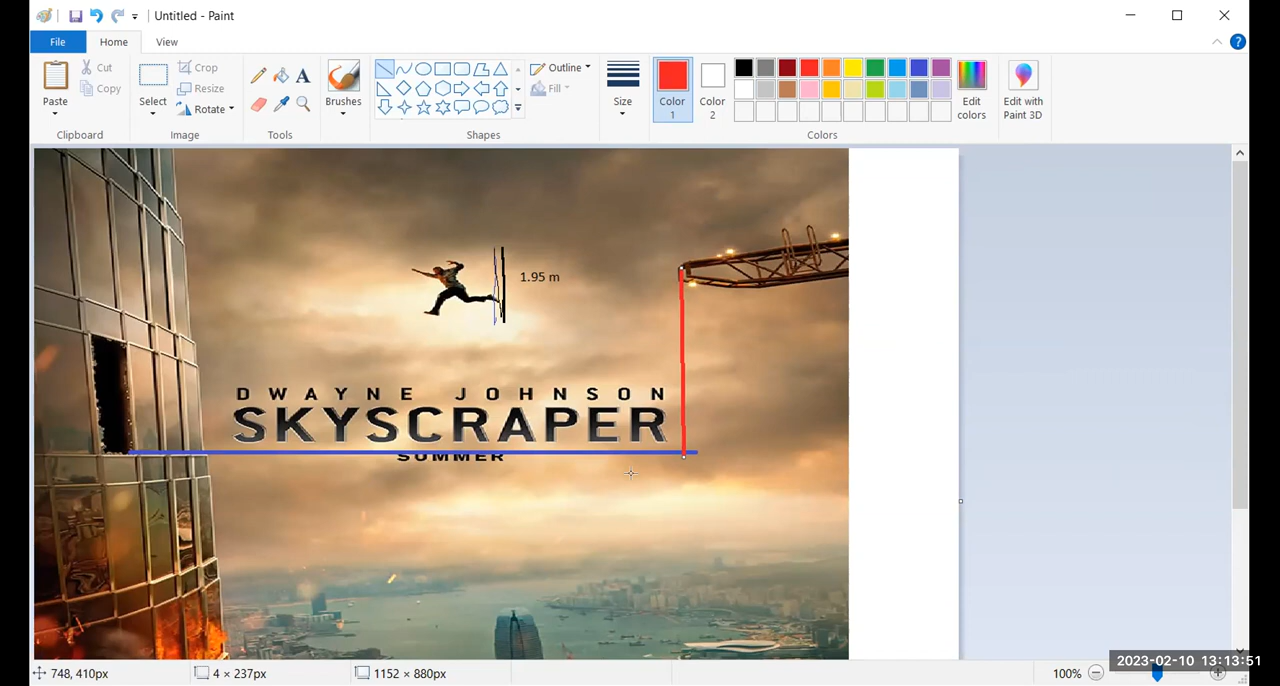 Untitled - Paint
File
Home
View
Paste
Cut
Copy
Clipboard
Select
Crop
Resize
Rotate
Image
A
Tools
Brushes
Outline
Fill
Shapes
Size
Color
1
Color
2
Edit
colors
Edit with
Paint 3D
Colors
?
1.95 m
DWAYNE JOHNSON
SKYSCRAPER
SUMMER
748, 410px
4 × 237px
1152 × 880px
100%
2023-02-10 13:13:51